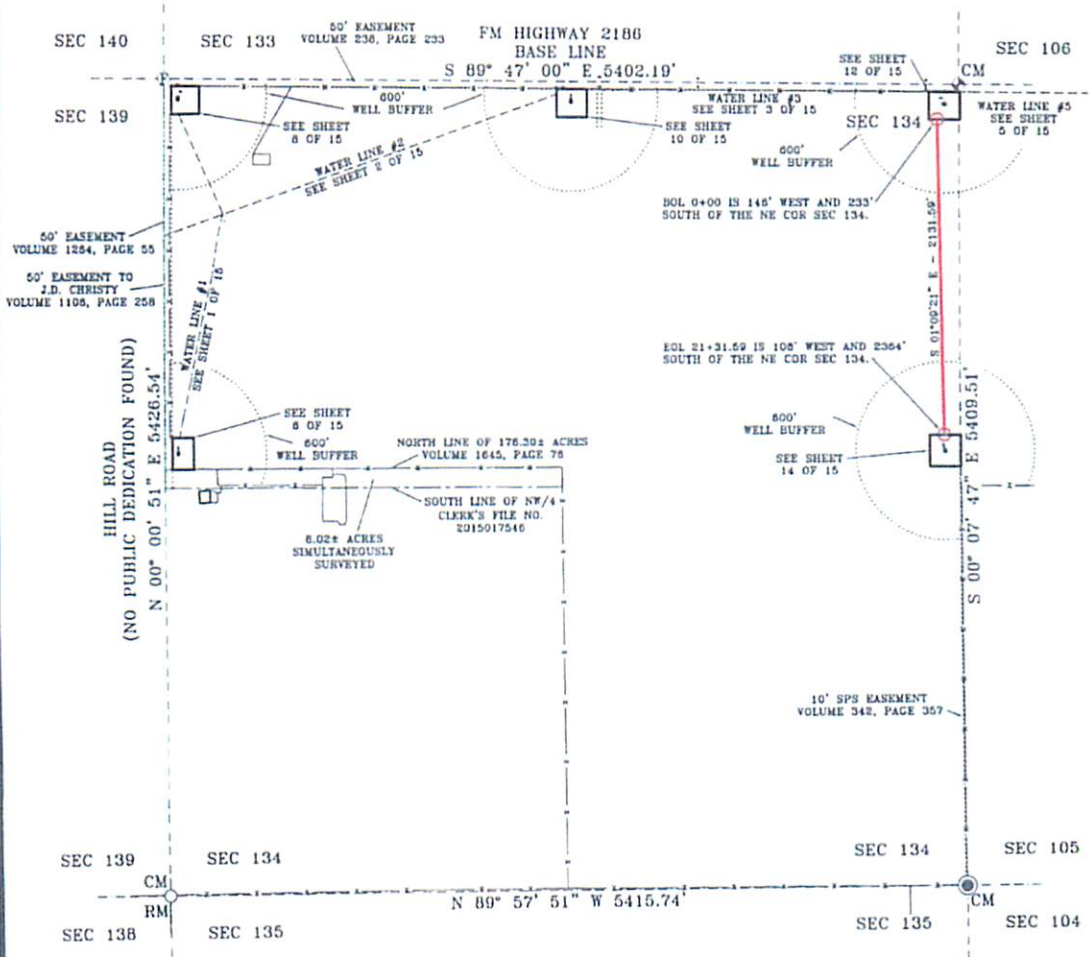 SEC 140
SEC 133
50' EASEMENT
VOLUME 238, PAGE 233
FM HIGHWAY 2186
BASE LINE
S 89° 47' 00" E 5402.19'
SEC 106
SEE SHEET
12 OF 15
CM
SEC 139
600'
WELL BUFFER
SEE SHEET
8 OF 15
WATER LINE #2
SEE SHEET 2 OF 15
SEE SHEET
10 OF 15
WATER LINE #3
SEE SHEET 3 OF 15
SEC 134
600'
WELL BUFFER
WATER LINE #5
SEE SHEET
5 OF 15
BOL 0+00 IS 146' WEST AND 233'
SOUTH OF THE NE COR SEC 134.
S 01°09'21" E - 2131.59'
50' EASEMENT
VOLUME 1264, PAGE 55
50' EASEMENT TO
J.D. CHRISTY
VOLUME 1106, PAGE 258
WATER LINE #1
SEE SHEET 1 OF 15
EOL 21+31.59 IS 108' WEST AND 2364'
SOUTH OF THE NE COR SEC 134.
HILL ROAD
(NO PUBLIC DEDICATION FOUND)
N 00° 00' 51" E 5426.54'
SEE SHEET
6 OF 15
600'
WELL BUFFER
NORTH LINE OF 176.30± ACRES
VOLUME 1645, PAGE 76
SOUTH LINE OF NW/4
CLERK'S FILE NO.
2015017546
8.02± ACRES
SIMULTANEOUSLY
SURVEYED
600'
WELL BUFFER
SEE SHEET
14 OF 15
S 00° 07' 47" E 5409.51'
10' SPS EASEMENT
VOLUME 342, PAGE 357
SEC 139
SEC 134
SEC 134
SEC 105
CM
RM
N 89° 57' 51" W 5415.74'
CM
SEC 138
SEC 135
SEC 135
SEC 104